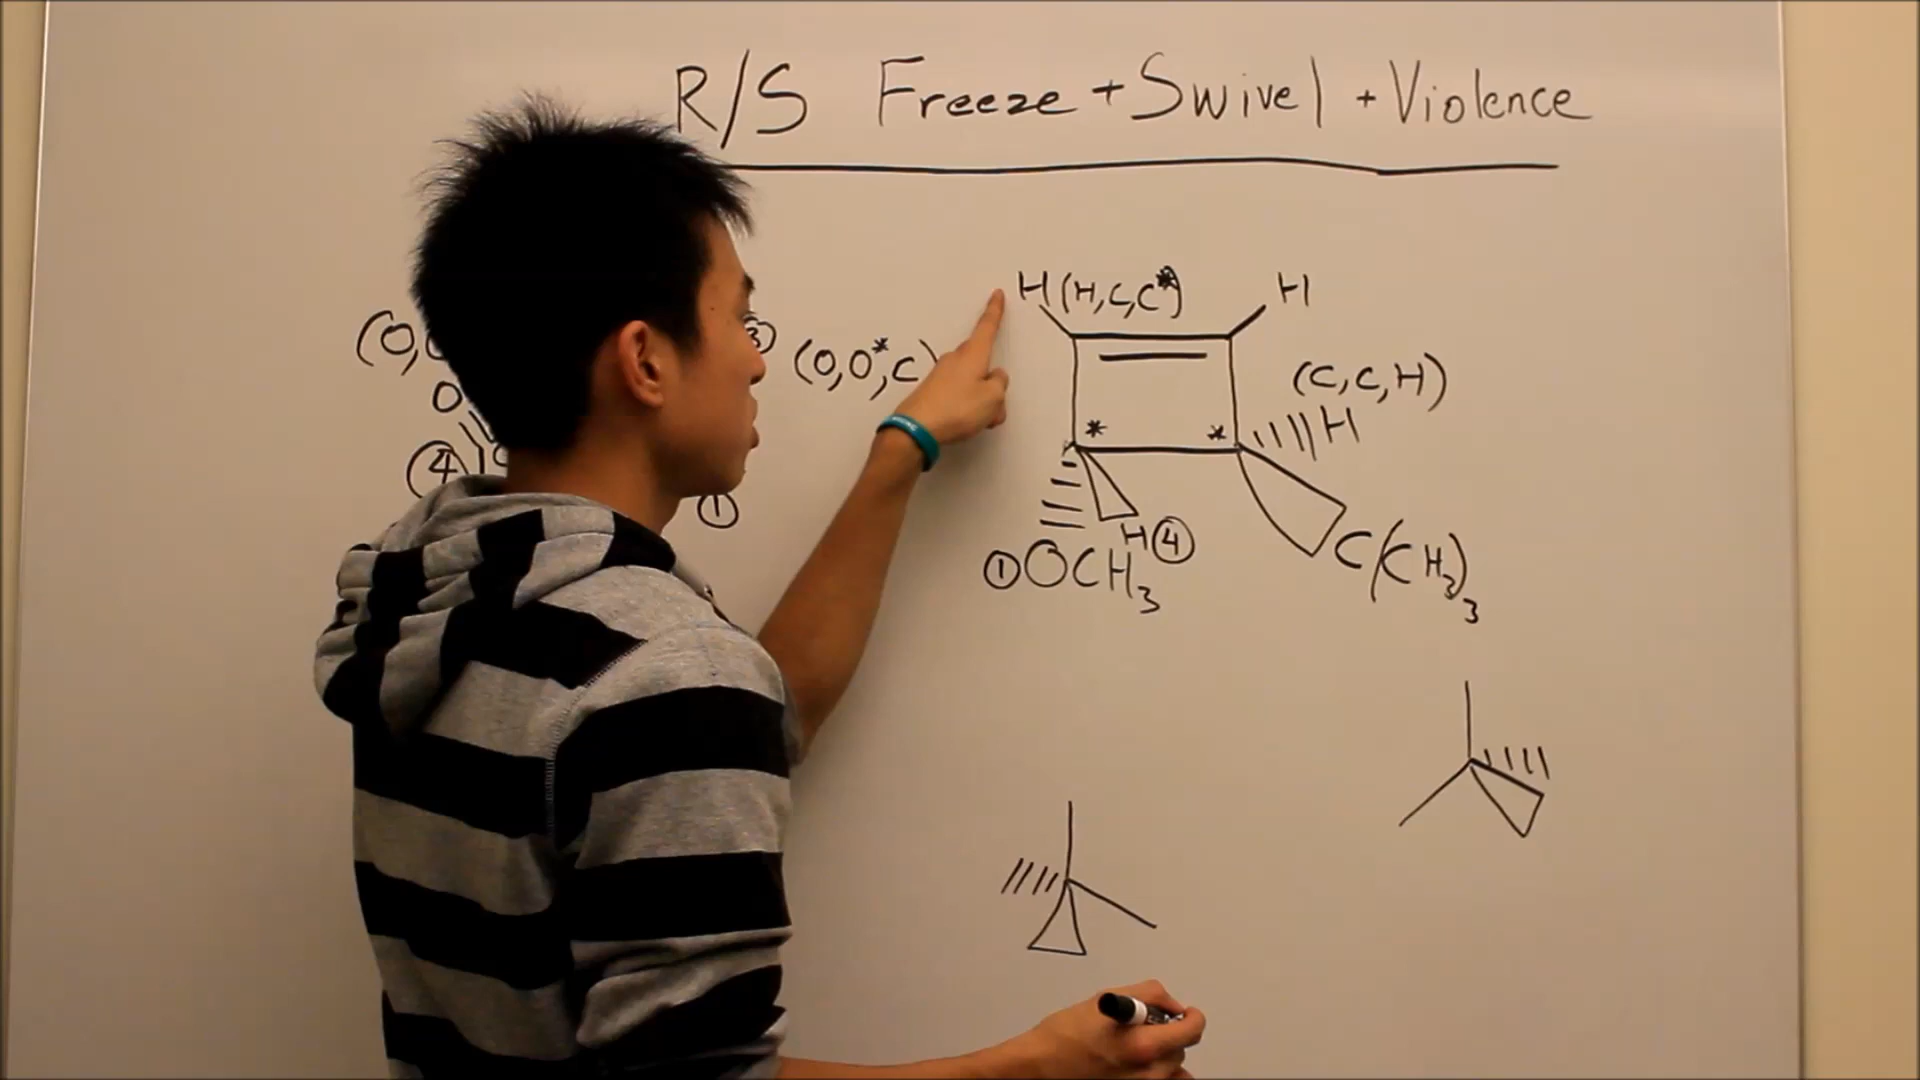 R/S Freeze + Swivel + Violence
H (H, C, C*) H
(O, O*, C)
(C, C, H)
O
* * H
4
1
H 4
1 OCH3
C(CH3)3